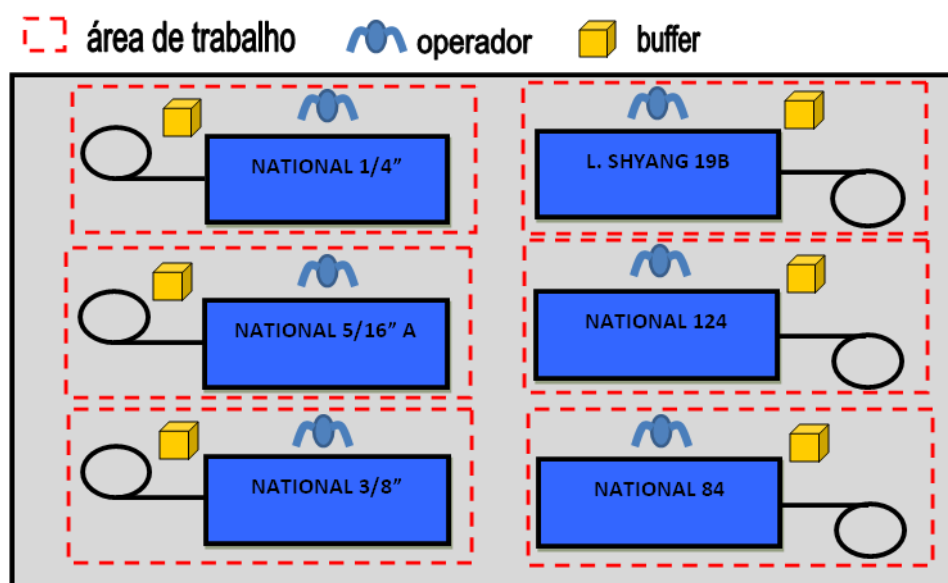 área de trabalho
operador
buffer
NATIONAL 1/4”
L. SHYANG 19B
NATIONAL 5/16” A
NATIONAL 124
NATIONAL 3/8”
NATIONAL 84